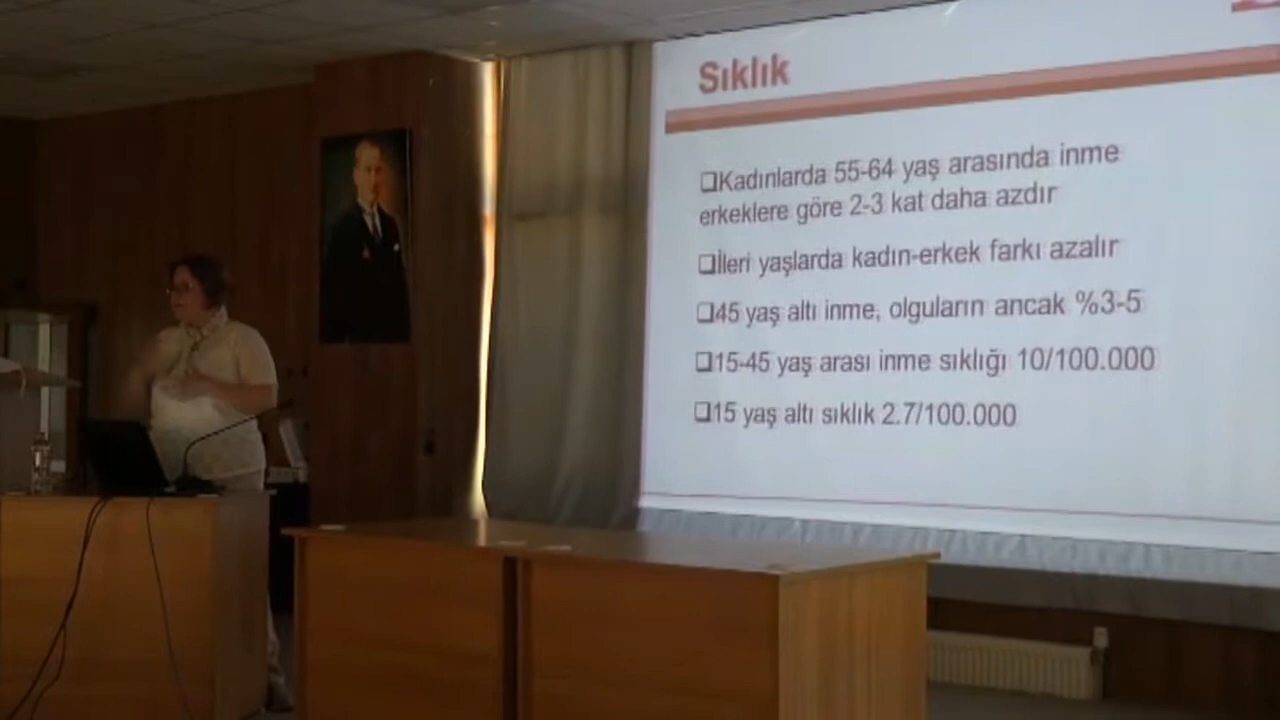 Sıklık
❑Kadınlarda 55-64 yaş arasında inme
erkeklere göre 2-3 kat daha azdır
❑İleri yaşlarda kadın-erkek farkı azalır
❑45 yaş altı inme, olguların ancak %3-5
❑15-45 yaş arası inme sıklığı 10/100.000
❑15 yaş altı sıklık 2.7/100.000